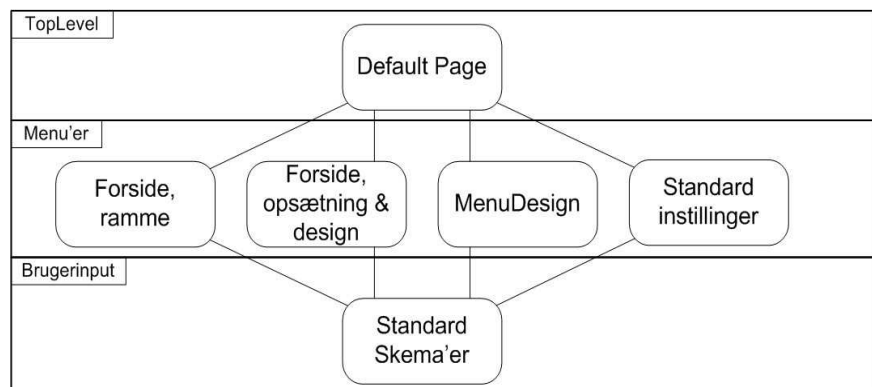 TopLevel
Default Page
Menu'er
Forside,
ramme
Forside,
opsætning &
design
MenuDesign
Standard
instillinger
Brugerinput
Standard
Skema'er